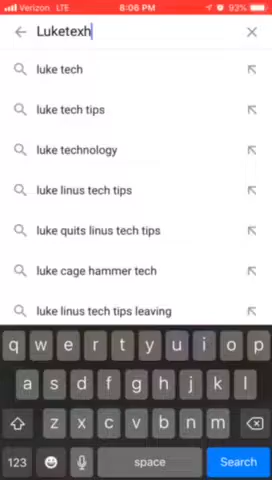 Verizon LTE 8:06 PM 93%
Luketexh
luke tech
luke tech tips
luke technology
luke linus tech tips
luke quits linus tech tips
luke cage hammer tech
luke linus tech tips leaving
q w e r t y u i o p
a s d f g h j k l
z x c v b n m
123 space Search